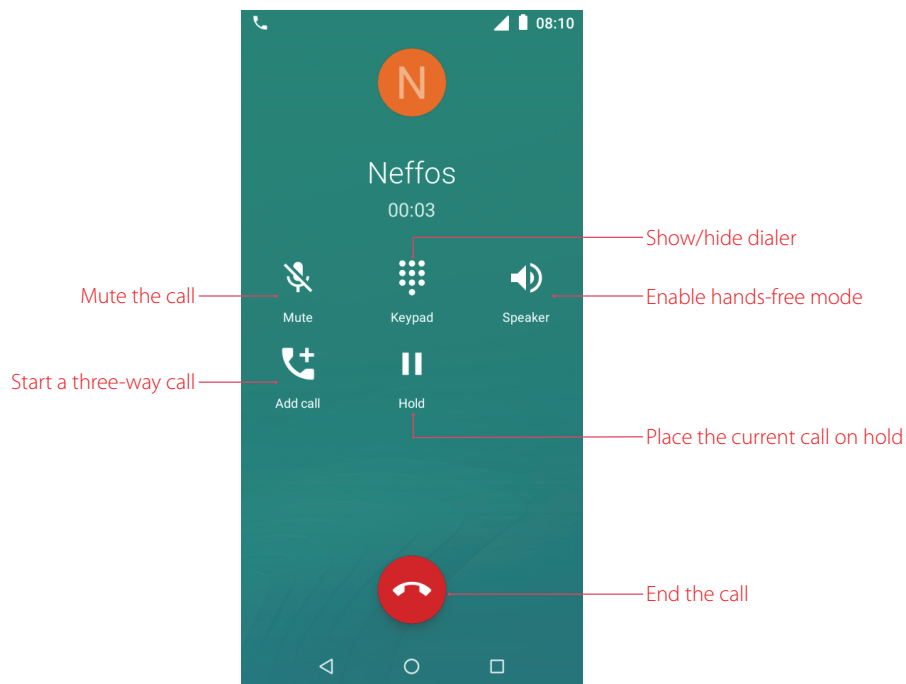 08:10
N
Neffos
00:03
Show/hide dialer
Mute the call
Enable hands-free mode
Mute
Keypad
Speaker
Start a three-way call
Add call
Hold
Place the current call on hold
End the call